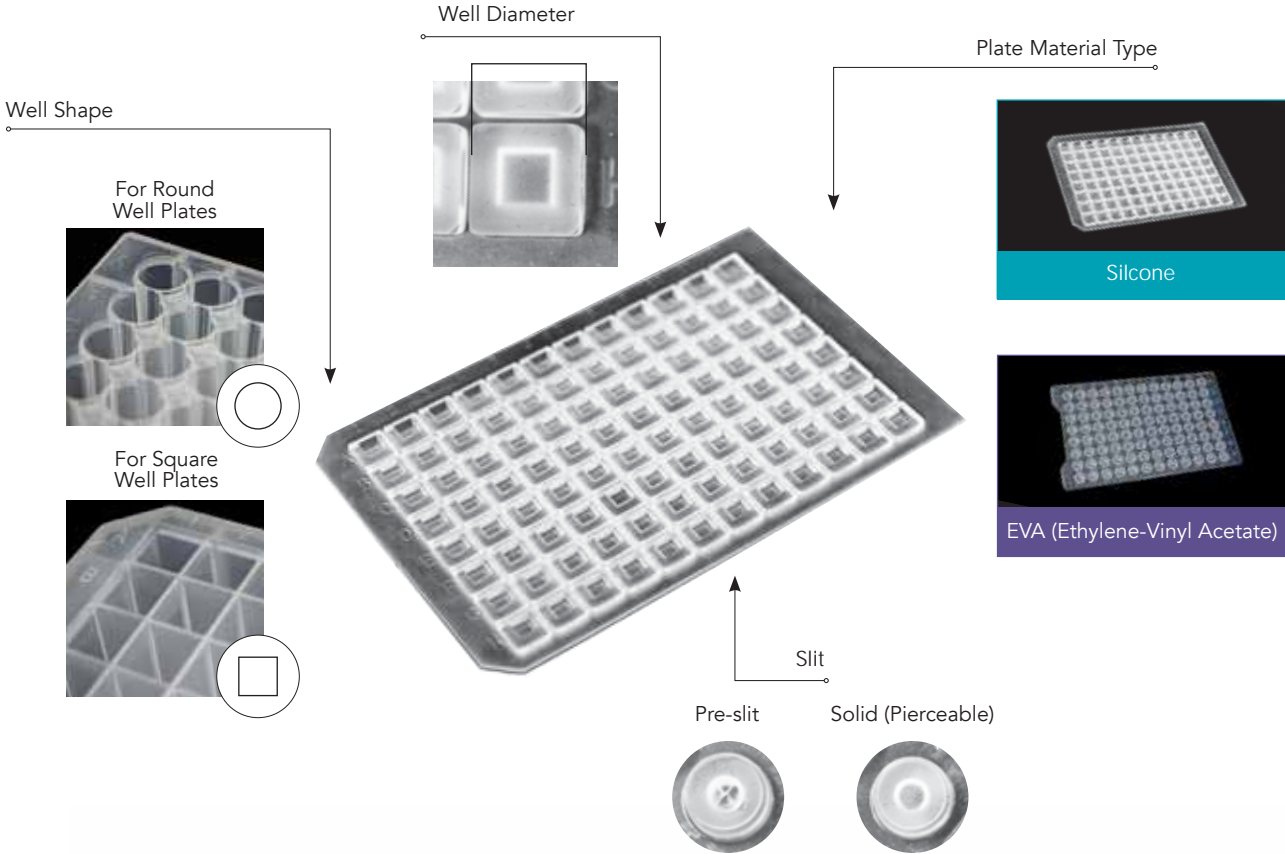 Well Diameter
Plate Material Type
Well Shape
For Round
Well Plates
Silcone
For Square
Well Plates
EVA (Ethylene-Vinyl Acetate)
Slit
Pre-slit
Solid (Pierceable)